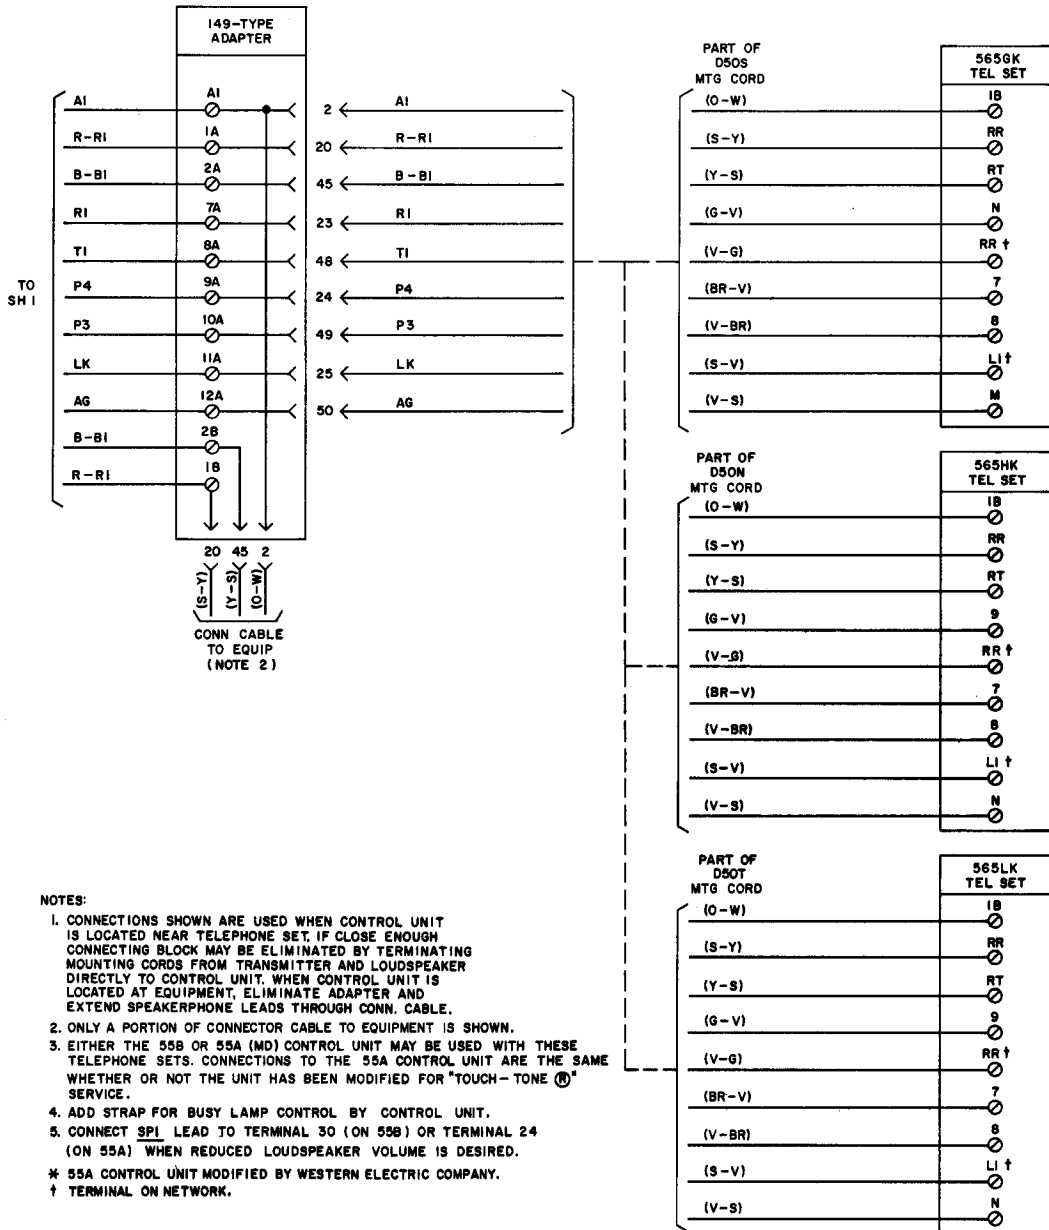 149-TYPE
ADAPTER
TO
SH 1
A1 A1 2 A1
R-R1 1A 20 R-R1
B-B1 2A 45 B-B1
R1 7A 23 R1
T1 8A 48 T1
P4 9A 24 P4
P3 10A 49 P3
LK 11A 25 LK
AG 12A 50 AG
B-B1 2B
R-R1 1B
20 45 2
(S-Y) (Y-S) (O-W)
CONN CABLE
TO EQUIP
(NOTE 2)
PART OF
D50S
MTG CORD
565GK
TEL SET
(O-W) 1B
(S-Y) RR
(Y-S) RT
(G-V) N
(V-G) RR †
(BR-V) 7
(V-BR) 8
(S-V) L1†
(V-S) M
PART OF
D50N
MTG CORD
565HK
TEL SET
(O-W) 1B
(S-Y) RR
(Y-S) RT
(G-V) 9
(V-G) RR †
(BR-V) 7
(V-BR) 8
(S-V) L1 †
(V-S) N
PART OF
D50T
MTG CORD
565LK
TEL SET
(O-W) 1B
(S-Y) RR
(Y-S) RT
(G-V) 9
(V-G) RR †
(BR-V) 7
(V-BR) 8
(S-V) L1 †
(V-S) N
NOTES:
1. CONNECTIONS SHOWN ARE USED WHEN CONTROL UNIT
IS LOCATED NEAR TELEPHONE SET, IF CLOSE ENOUGH
CONNECTING BLOCK MAY BE ELIMINATED BY TERMINATING
MOUNTING CORDS FROM TRANSMITTER AND LOUDSPEAKER
DIRECTLY TO CONTROL UNIT. WHEN CONTROL UNIT IS
LOCATED AT EQUIPMENT, ELIMINATE ADAPTER AND
EXTEND SPEAKERPHONE LEADS THROUGH CONN. CABLE.
2. ONLY A PORTION OF CONNECTOR CABLE TO EQUIPMENT IS SHOWN.
3. EITHER THE 55B OR 55A (MD) CONTROL UNIT MAY BE USED WITH THESE
TELEPHONE SETS. CONNECTIONS TO THE 55A CONTROL UNIT ARE THE SAME
WHETHER OR NOT THE UNIT HAS BEEN MODIFIED FOR "TOUCH-TONE ®"
SERVICE.
4. ADD STRAP FOR BUSY LAMP CONTROL BY CONTROL UNIT.
5. CONNECT SP1 LEAD TO TERMINAL 30 (ON 55B) OR TERMINAL 24
(ON 55A) WHEN REDUCED LOUDSPEAKER VOLUME IS DESIRED.
* 55A CONTROL UNIT MODIFIED BY WESTERN ELECTRIC COMPANY.
† TERMINAL ON NETWORK.